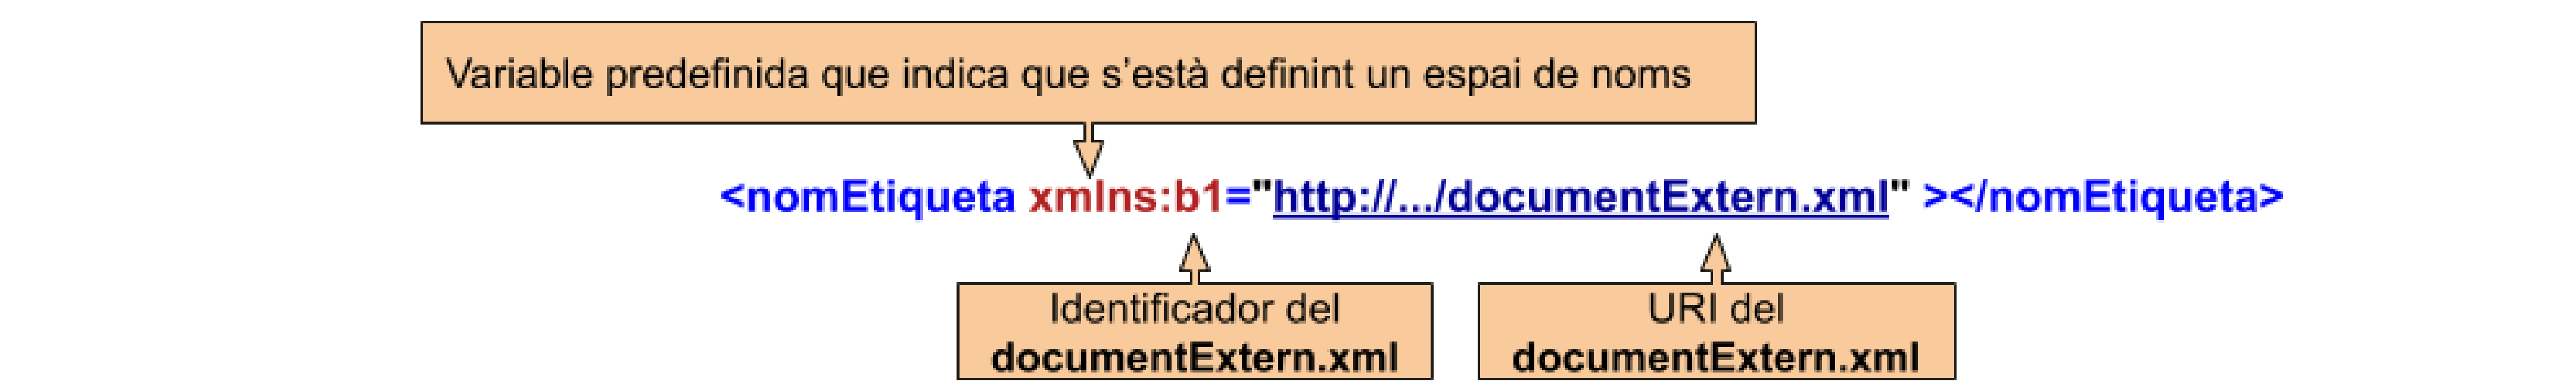 Variable predefinida que indica que s'està definint un espai de noms
<nomEtiqueta xmlns:b1="http://.../documentExtern.xml" ></nomEtiqueta>
Identificador del
documentExtern.xml
URI del
documentExtern.xml